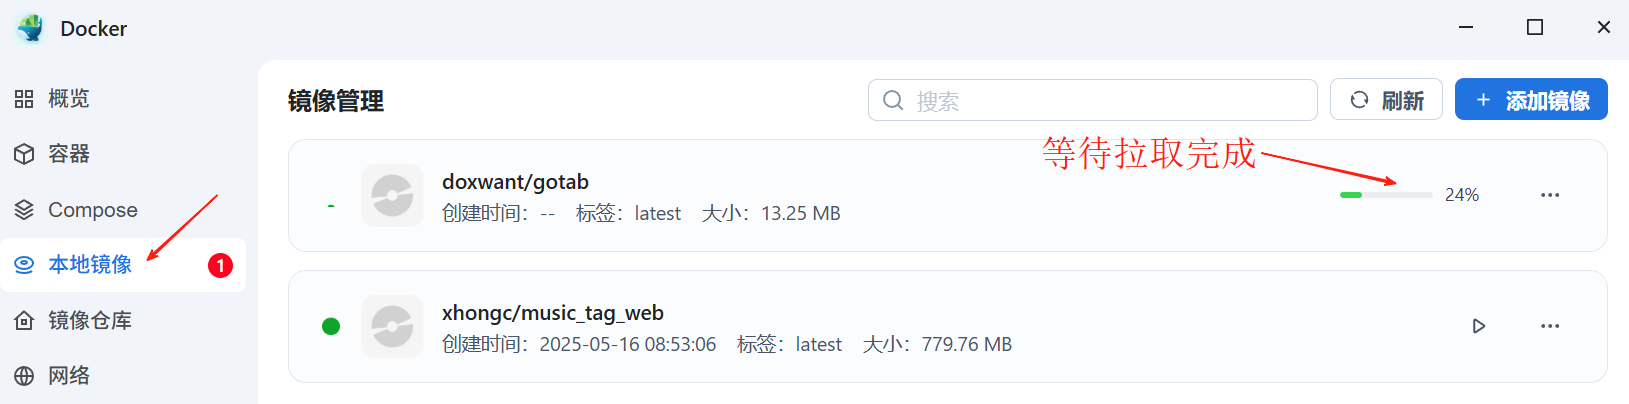 Docker
概览
容器
Compose
本地镜像 1
镜像仓库
网络
镜像管理 搜索 刷新 + 添加镜像
等待拉取完成
doxwant/gotab 24%
创建时间：-- 标签：latest 大小：13.25 MB
xhongc/music_tag_web
创建时间：2025-05-16 08:53:06 标签：latest 大小：779.76 MB